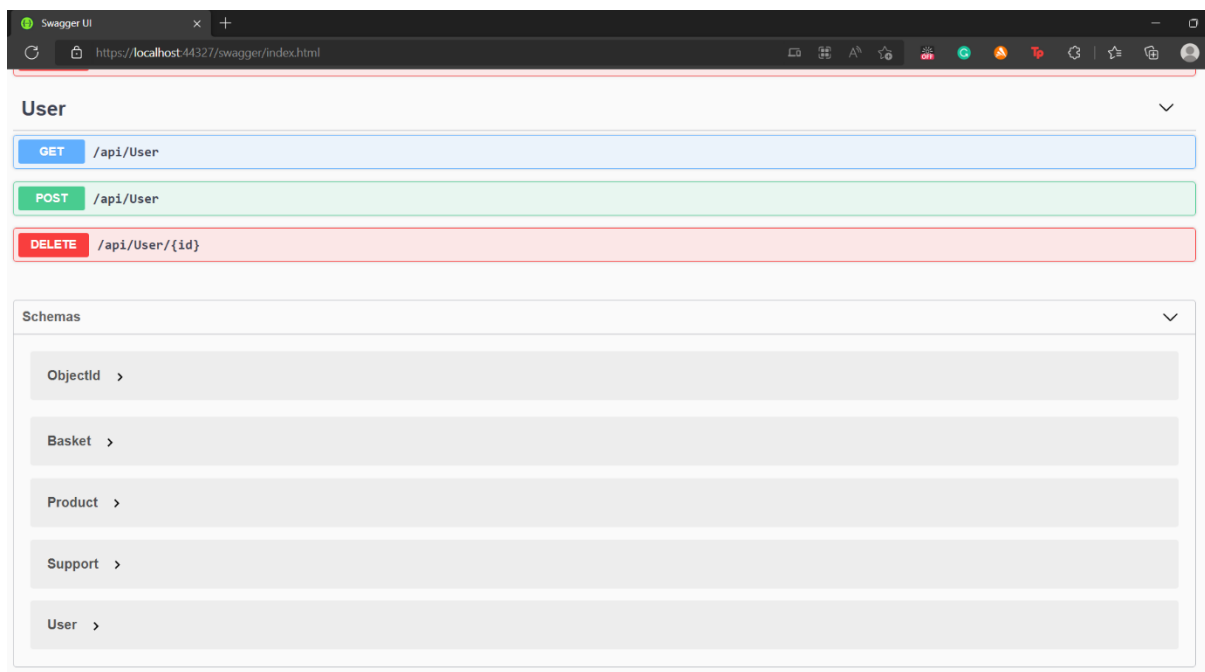 Swagger UI
https://localhost:44327/swagger/index.html
OFF
User
GET /api/User
POST /api/User
DELETE /api/User/{id}
Schemas
ObjectId
Basket
Product
Support
User